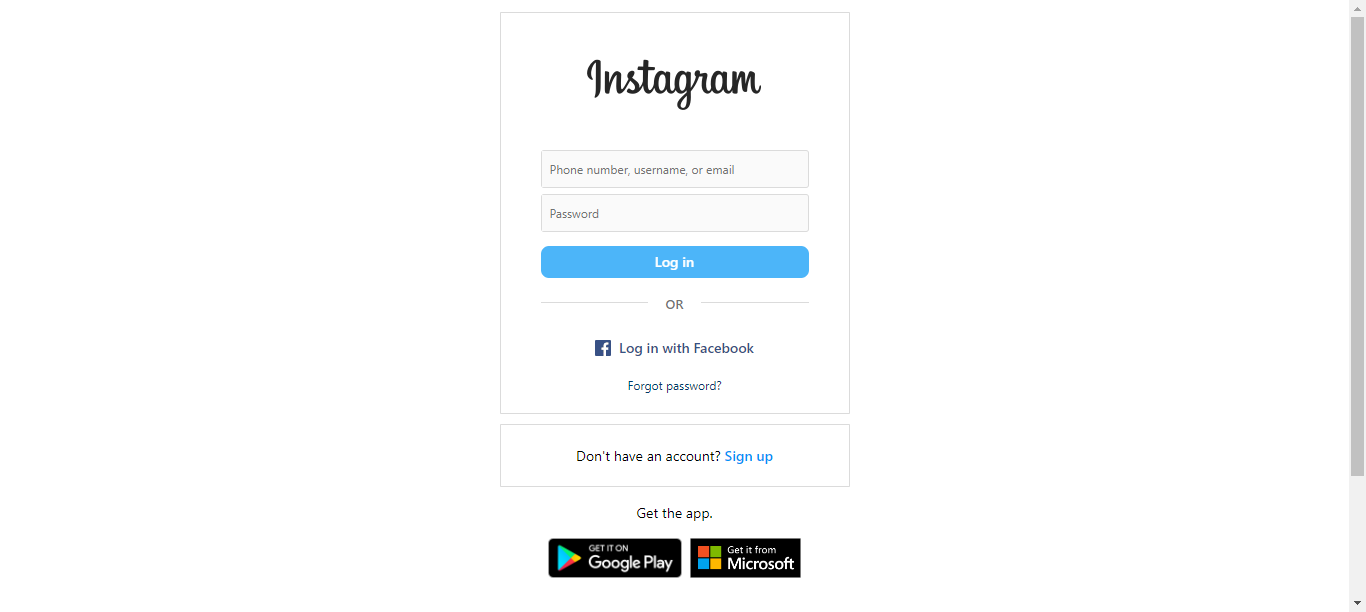 Instagram
Phone number, username, or email
Password
Log in
OR
Log in with Facebook
Forgot password?
Don't have an account? Sign up
Get the app.
GET IT ON
Google Play
Get it from
Microsoft